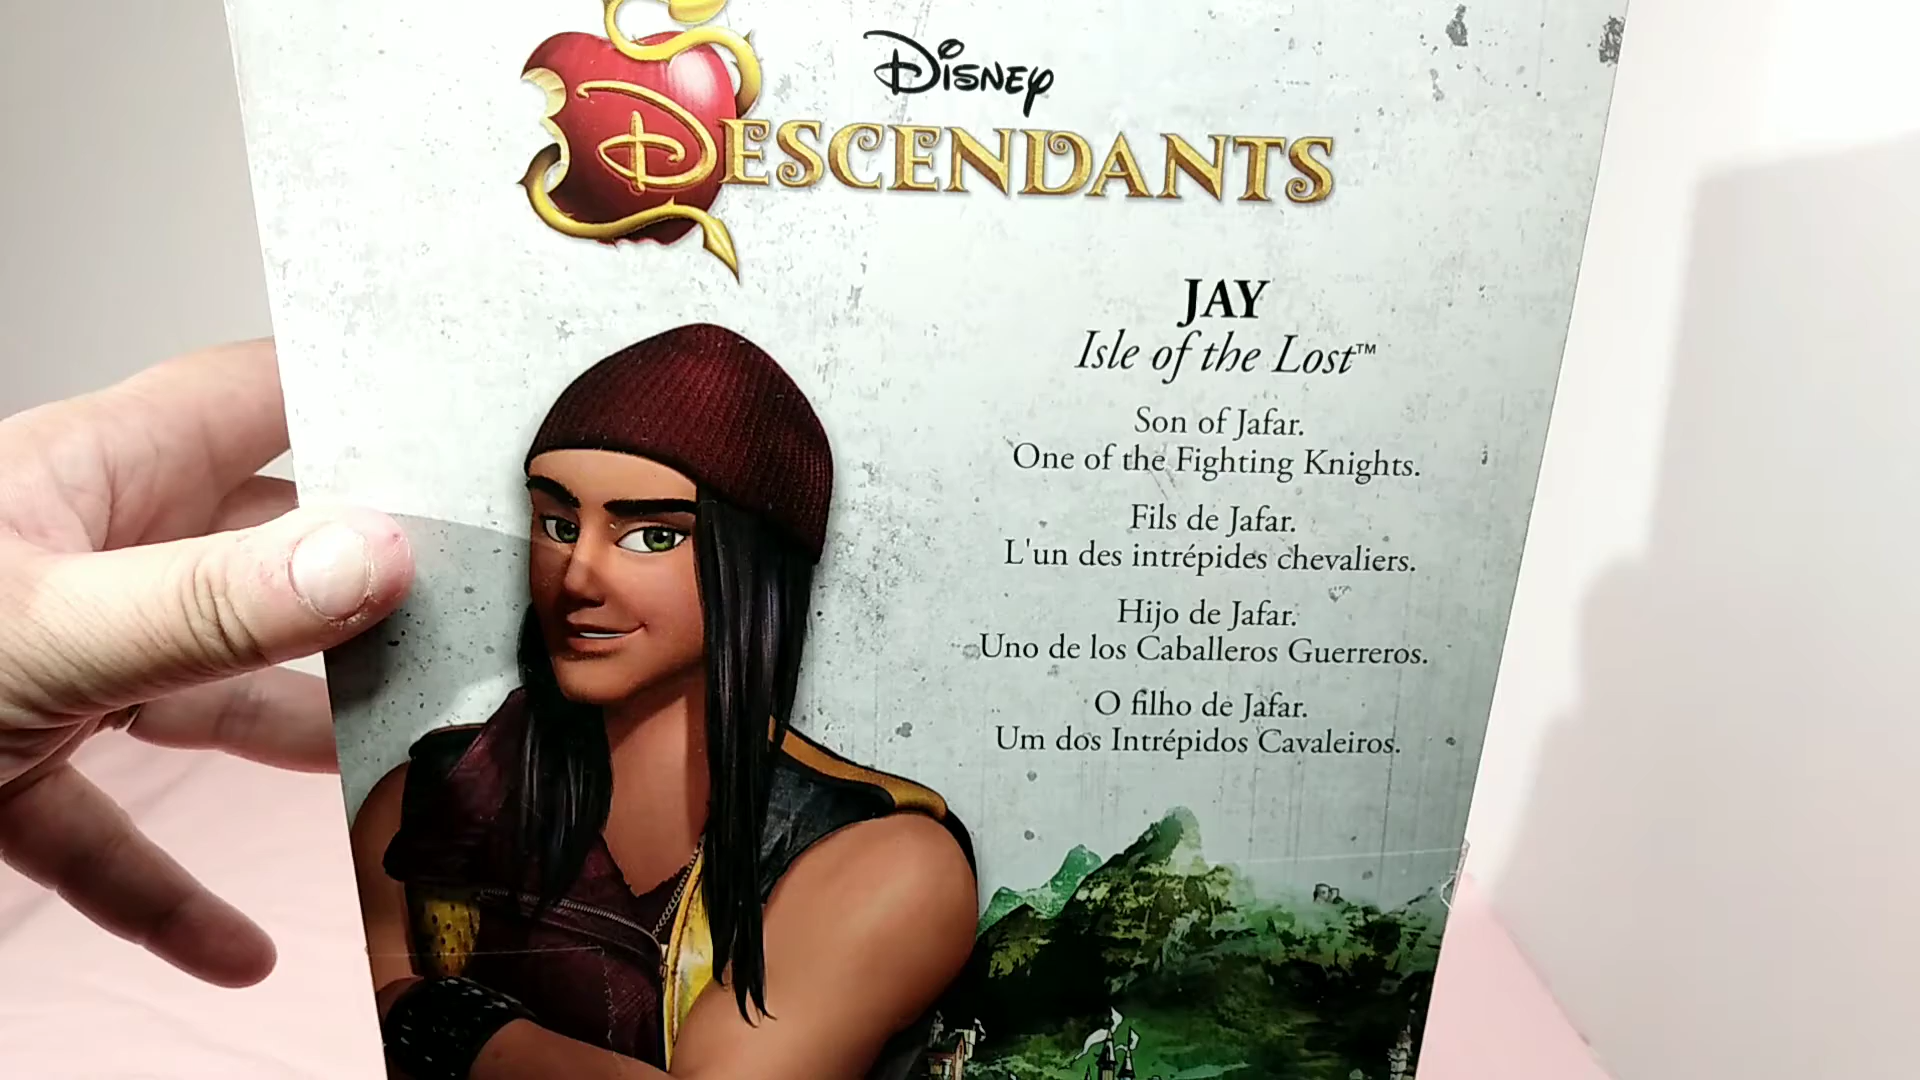 Disney
DESCENDANTS
JAY
Isle of the Lost™
Son of Jafar.
One of the Fighting Knights.
Fils de Jafar.
L'un des intrépides chevaliers.
Hijo de Jafar.
Uno de los Caballeros Guerreros.
O filho de Jafar.
Um dos Intrépidos Cavaleiros.